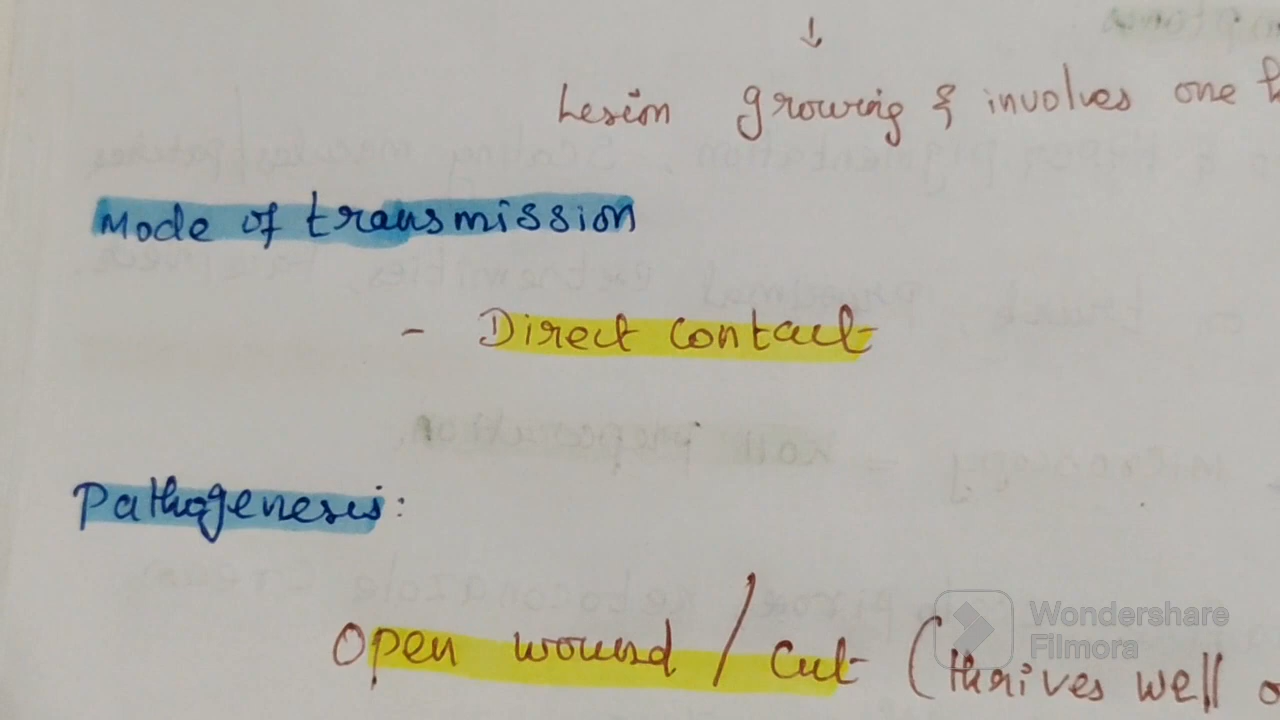 ↓
Lesion growing & involves one
Mode of transmission
- Direct contact
Pathogenesis:
Open wound / cut (thrives well
Wondershare
Filmora